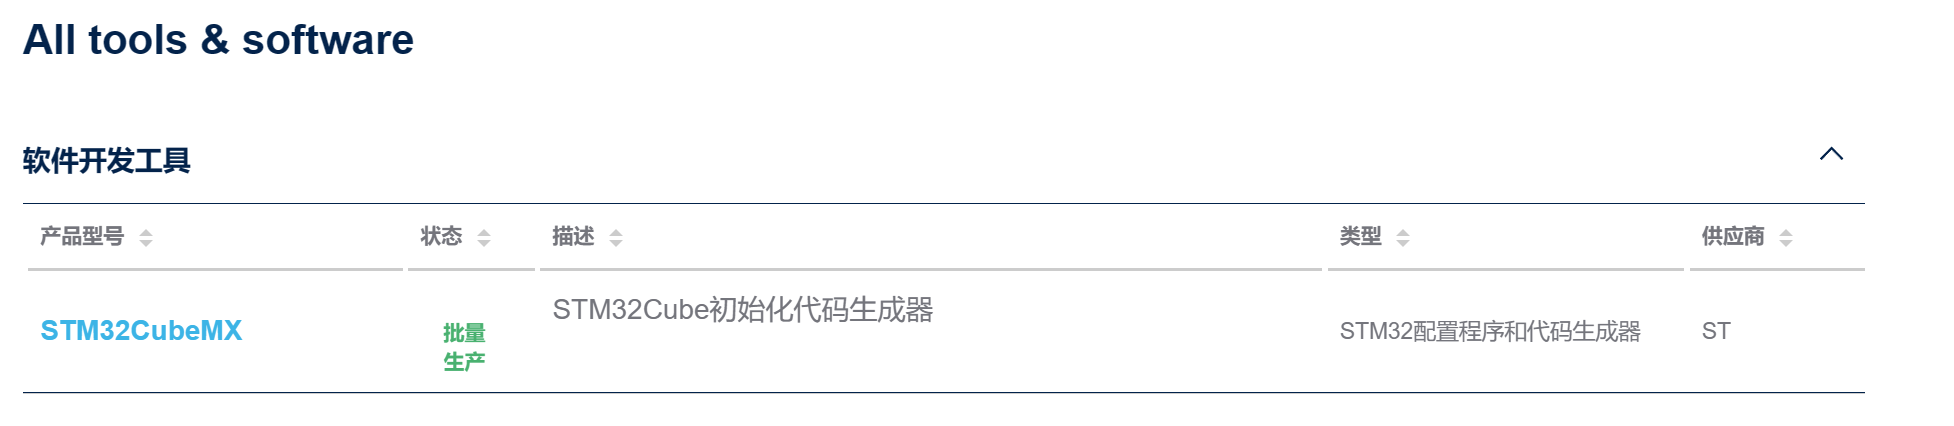 All tools & software
软件开发工具
产品型号 状态 描述 类型 供应商
STM32CubeMX 批量生产 STM32Cube初始化代码生成器 STM32配置程序和代码生成器 ST